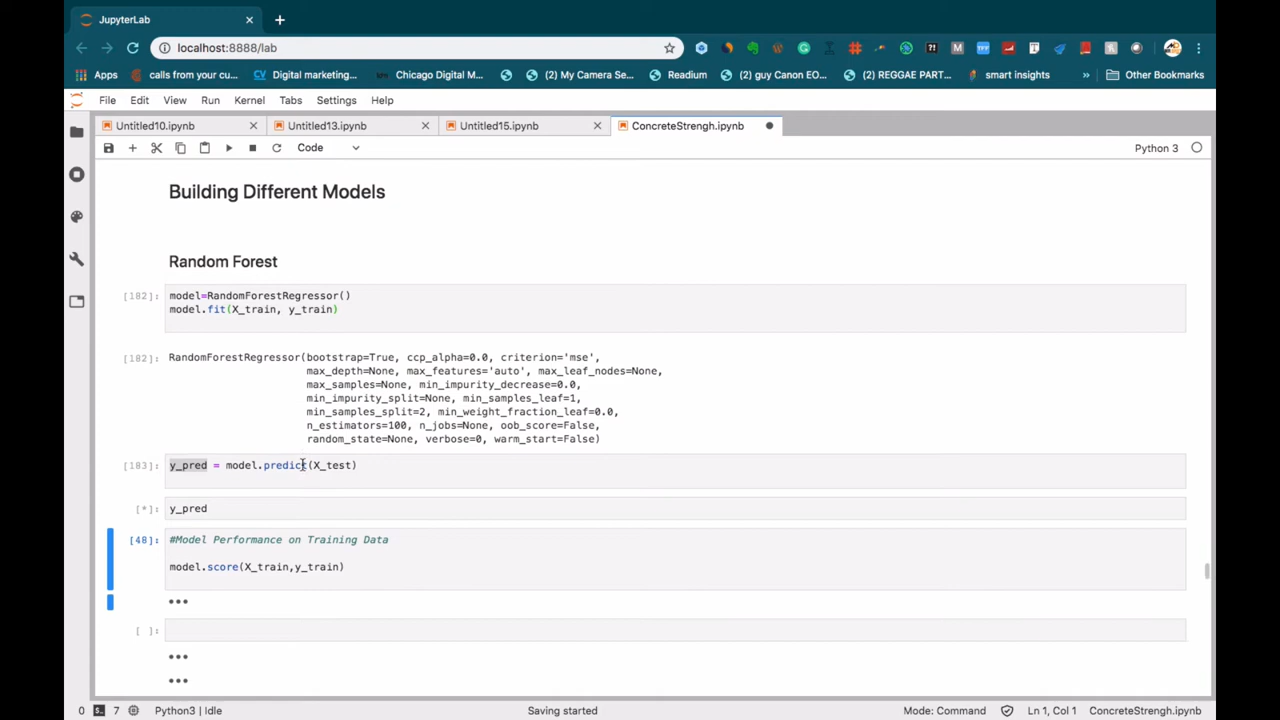 JupyterLab
localhost:8888/lab
Apps calls from your cu... CV Digital marketing... Chicago Digital M... (2) My Camera Se... Readium (2) guy Canon EO... (2) REGGAE PART... smart insights » Other Bookmarks
File Edit View Run Kernel Tabs Settings Help
Untitled10.ipynb Untitled13.ipynb Untitled15.ipynb ConcreteStrengh.ipynb
Code Python 3
Building Different Models
Random Forest
[182]: model=RandomForestRegressor()
model.fit(X_train, y_train)
[182]: RandomForestRegressor(bootstrap=True, ccp_alpha=0.0, criterion='mse',
max_depth=None, max_features='auto', max_leaf_nodes=None,
max_samples=None, min_impurity_decrease=0.0,
min_impurity_split=None, min_samples_leaf=1,
min_samples_split=2, min_weight_fraction_leaf=0.0,
n_estimators=100, n_jobs=None, oob_score=False,
random_state=None, verbose=0, warm_start=False)
[183]: y_pred = model.predict(X_test)
[*]: y_pred
[48]: #Model Performance on Training Data
model.score(X_train,y_train)
[ ]:
0 7 Python3 | Idle Saving started Mode: Command Ln 1, Col 1 ConcreteStrengh.ipynb